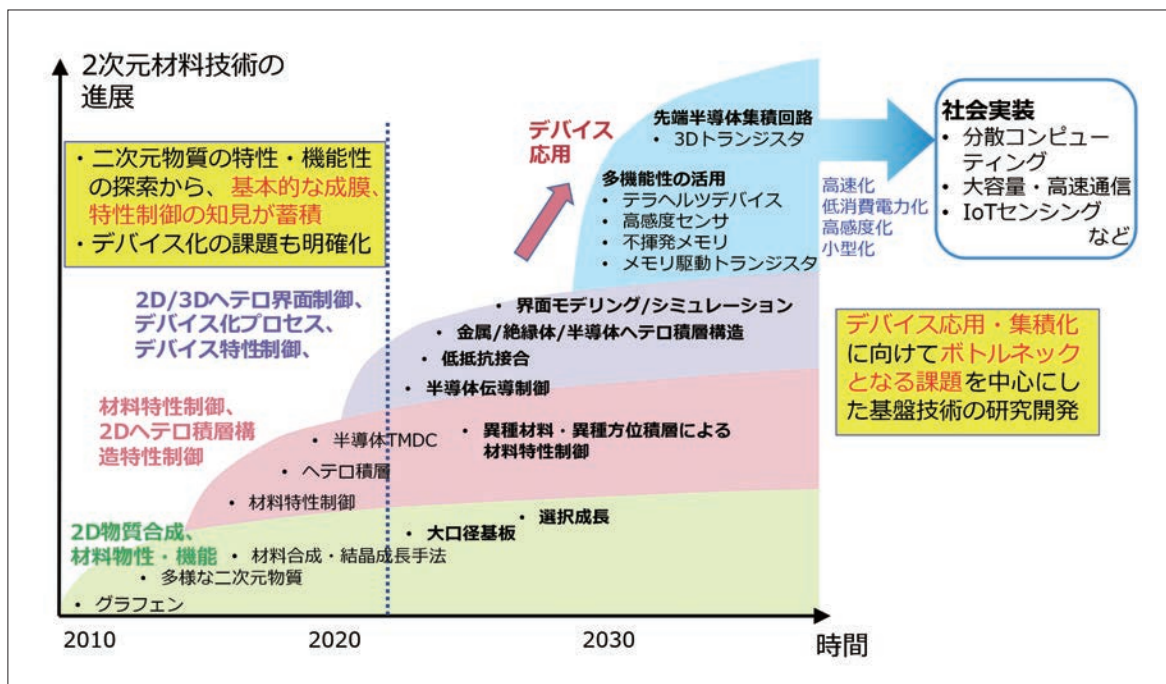 2次元材料技術の
進展
・二次元物質の特性・機能性
の探索から、基本的な成膜、
特性制御の知見が蓄積
・デバイス化の課題も明確化
デバイス
応用
先端半導体集積回路
• 3Dトランジスタ
多機能性の活用
• テラヘルツデバイス
• 高感度センサ
• 不揮発メモリ
• メモリ駆動トランジスタ
高速化
低消費電力化
高感度化
小型化
社会実装
• 分散コンピュー
ティング
• 大容量・高速通信
• IoTセンシング
など
2D/3Dヘテロ界面制御、
デバイス化プロセス、
デバイス特性制御、
• 界面モデリング/シミュレーション
• 金属/絶縁体/半導体ヘテロ積層構造
• 低抵抗接合
• 半導体伝導制御
デバイス応用・集積化
に向けてボトルネック
となる課題を中心にし
た基盤技術の研究開発
材料特性制御、
2Dヘテロ積層構
造特性制御
• 半導体TMDC
• ヘテロ積層
• 材料特性制御
• 異種材料・異種方位積層による
材料特性制御
2D物質合成、
材料物性・機能
• 材料合成・結晶成長手法
• 多様な二次元物質
• グラフェン
• 選択成長
• 大口径基板
2010
2020
2030
時間